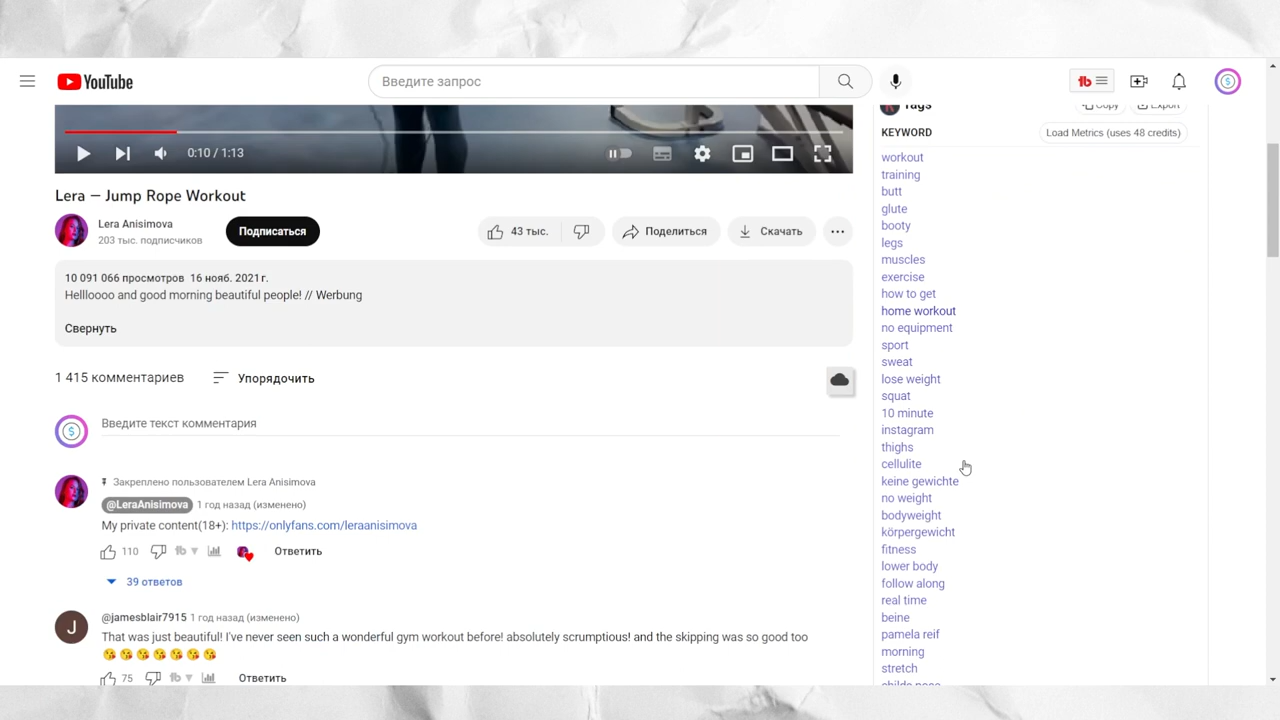 YouTube
Введите запрос
tb
0:10 / 1:13
Lera — Jump Rope Workout
Lera Anisimova
203 тыс. подписчиков
Подписаться
43 тыс.
Поделиться
Скачать
10 091 066 просмотров 16 нояб. 2021 г.
Hellloooo and good morning beautiful people! // Werbung
Свернуть
1 415 комментариев
Упорядочить
Введите текст комментария
Закреплено пользователем Lera Anisimova
@LeraAnisimova 1 год назад (изменено)
My private content(18+): https://onlyfans.com/leraanisimova
110 tb Ответить
39 ответов
J
@jamesblair7915 1 год назад (изменено)
That was just beautiful! I've never seen such a wonderful gym workout before! absolutely scrumptious! and the skipping was so good too
75 tb Ответить
Tags
Copy Export
KEYWORD
Load Metrics (uses 48 credits)
workout
training
butt
glute
booty
legs
muscles
exercise
how to get
home workout
no equipment
sport
sweat
lose weight
squat
10 minute
instagram
thighs
cellulite
keine gewichte
no weight
bodyweight
körpergewicht
fitness
lower body
follow along
real time
beine
pamela reif
morning
stretch